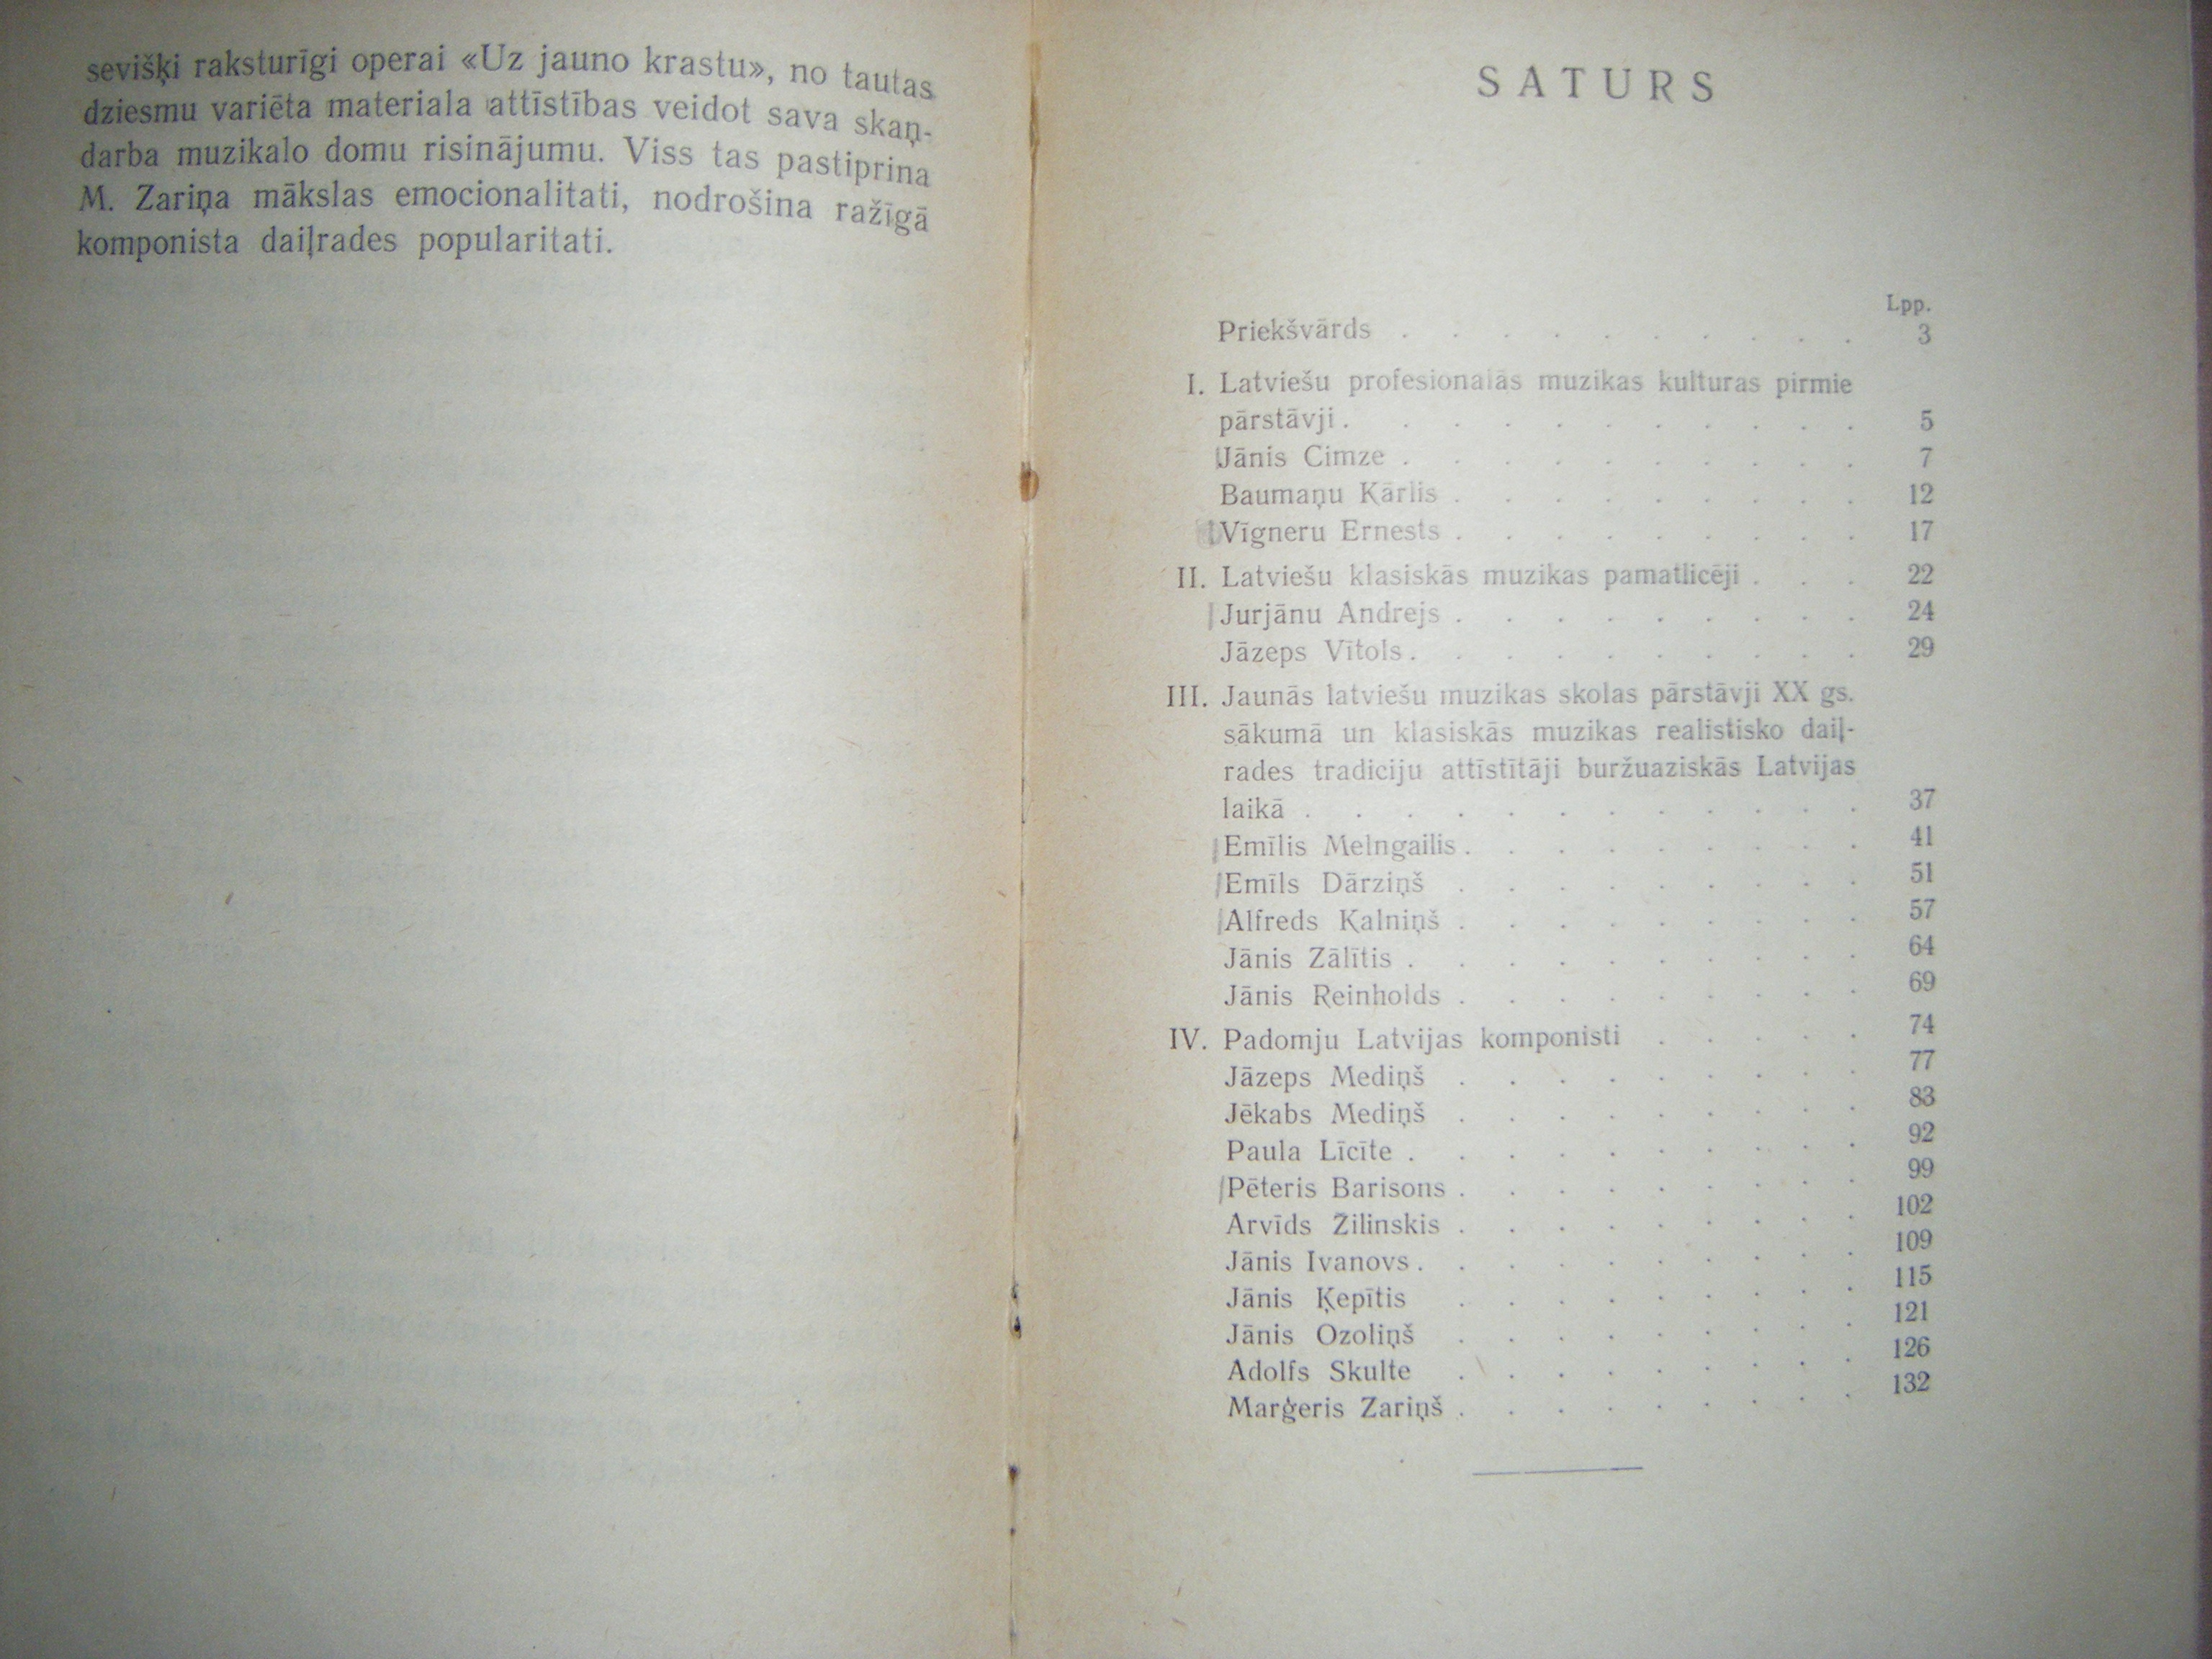 sevišķi raksturīgi operai «Uz jauno krastu», no tautas
dziesmu variēta materiala attīstības veidot sava skaņ-
darba muzikalo domu risinājumu. Viss tas pastiprina
M. Zariņa mākslas emocionalitati, nodrošina ražīgā
komponista daiļrades popularitati.
SATURS
Lpp.
Priekšvārds . . . . . . . . . . 3
I. Latviešu profesionalās muzikas kulturas pirmie
pārstāvji . . . . . . . . . . . 5
Jānis Cimze . . . . . . . . . . 7
Baumaņu Kārlis . . . . . . . . . 12
Vīgneru Ernests . . . . . . . . . 17
II. Latviešu klasiskās muzikas pamatlicēji . . . 22
Jurjānu Andrejs . . . . . . . . . 24
Jāzeps Vītols . . . . . . . . . . 29
III. Jaunās latviešu muzikas skolas pārstāvji XX gs.
sākumā un klasiskās muzikas realistisko daiļ-
rades tradiciju attīstītāji buržuaziskās Latvijas
laikā . . . . . . . . . . . . 37
Emīlis Melngailis . . . . . . . . . 41
Emīls Dārziņš . . . . . . . . . 51
Alfreds Kalniņš . . . . . . . . . 57
Jānis Zālītis . . . . . . . . . . 64
Jānis Reinholds . . . . . . . . . 69
IV. Padomju Latvijas komponisti . . . . . 74
Jāzeps Mediņš . . . . . . . . . 77
Jēkabs Mediņš . . . . . . . . . 83
Paula Līcīte . . . . . . . . . . 92
Pēteris Barisons . . . . . . . . . 99
Arvīds Žilinskis . . . . . . . . . 102
Jānis Ivanovs . . . . . . . . . . 109
Jānis Ķepītis . . . . . . . . . 115
Jānis Ozoliņš . . . . . . . . . 121
Adolfs Skulte . . . . . . . . . 126
Marģeris Zariņš . . . . . . . . . 132